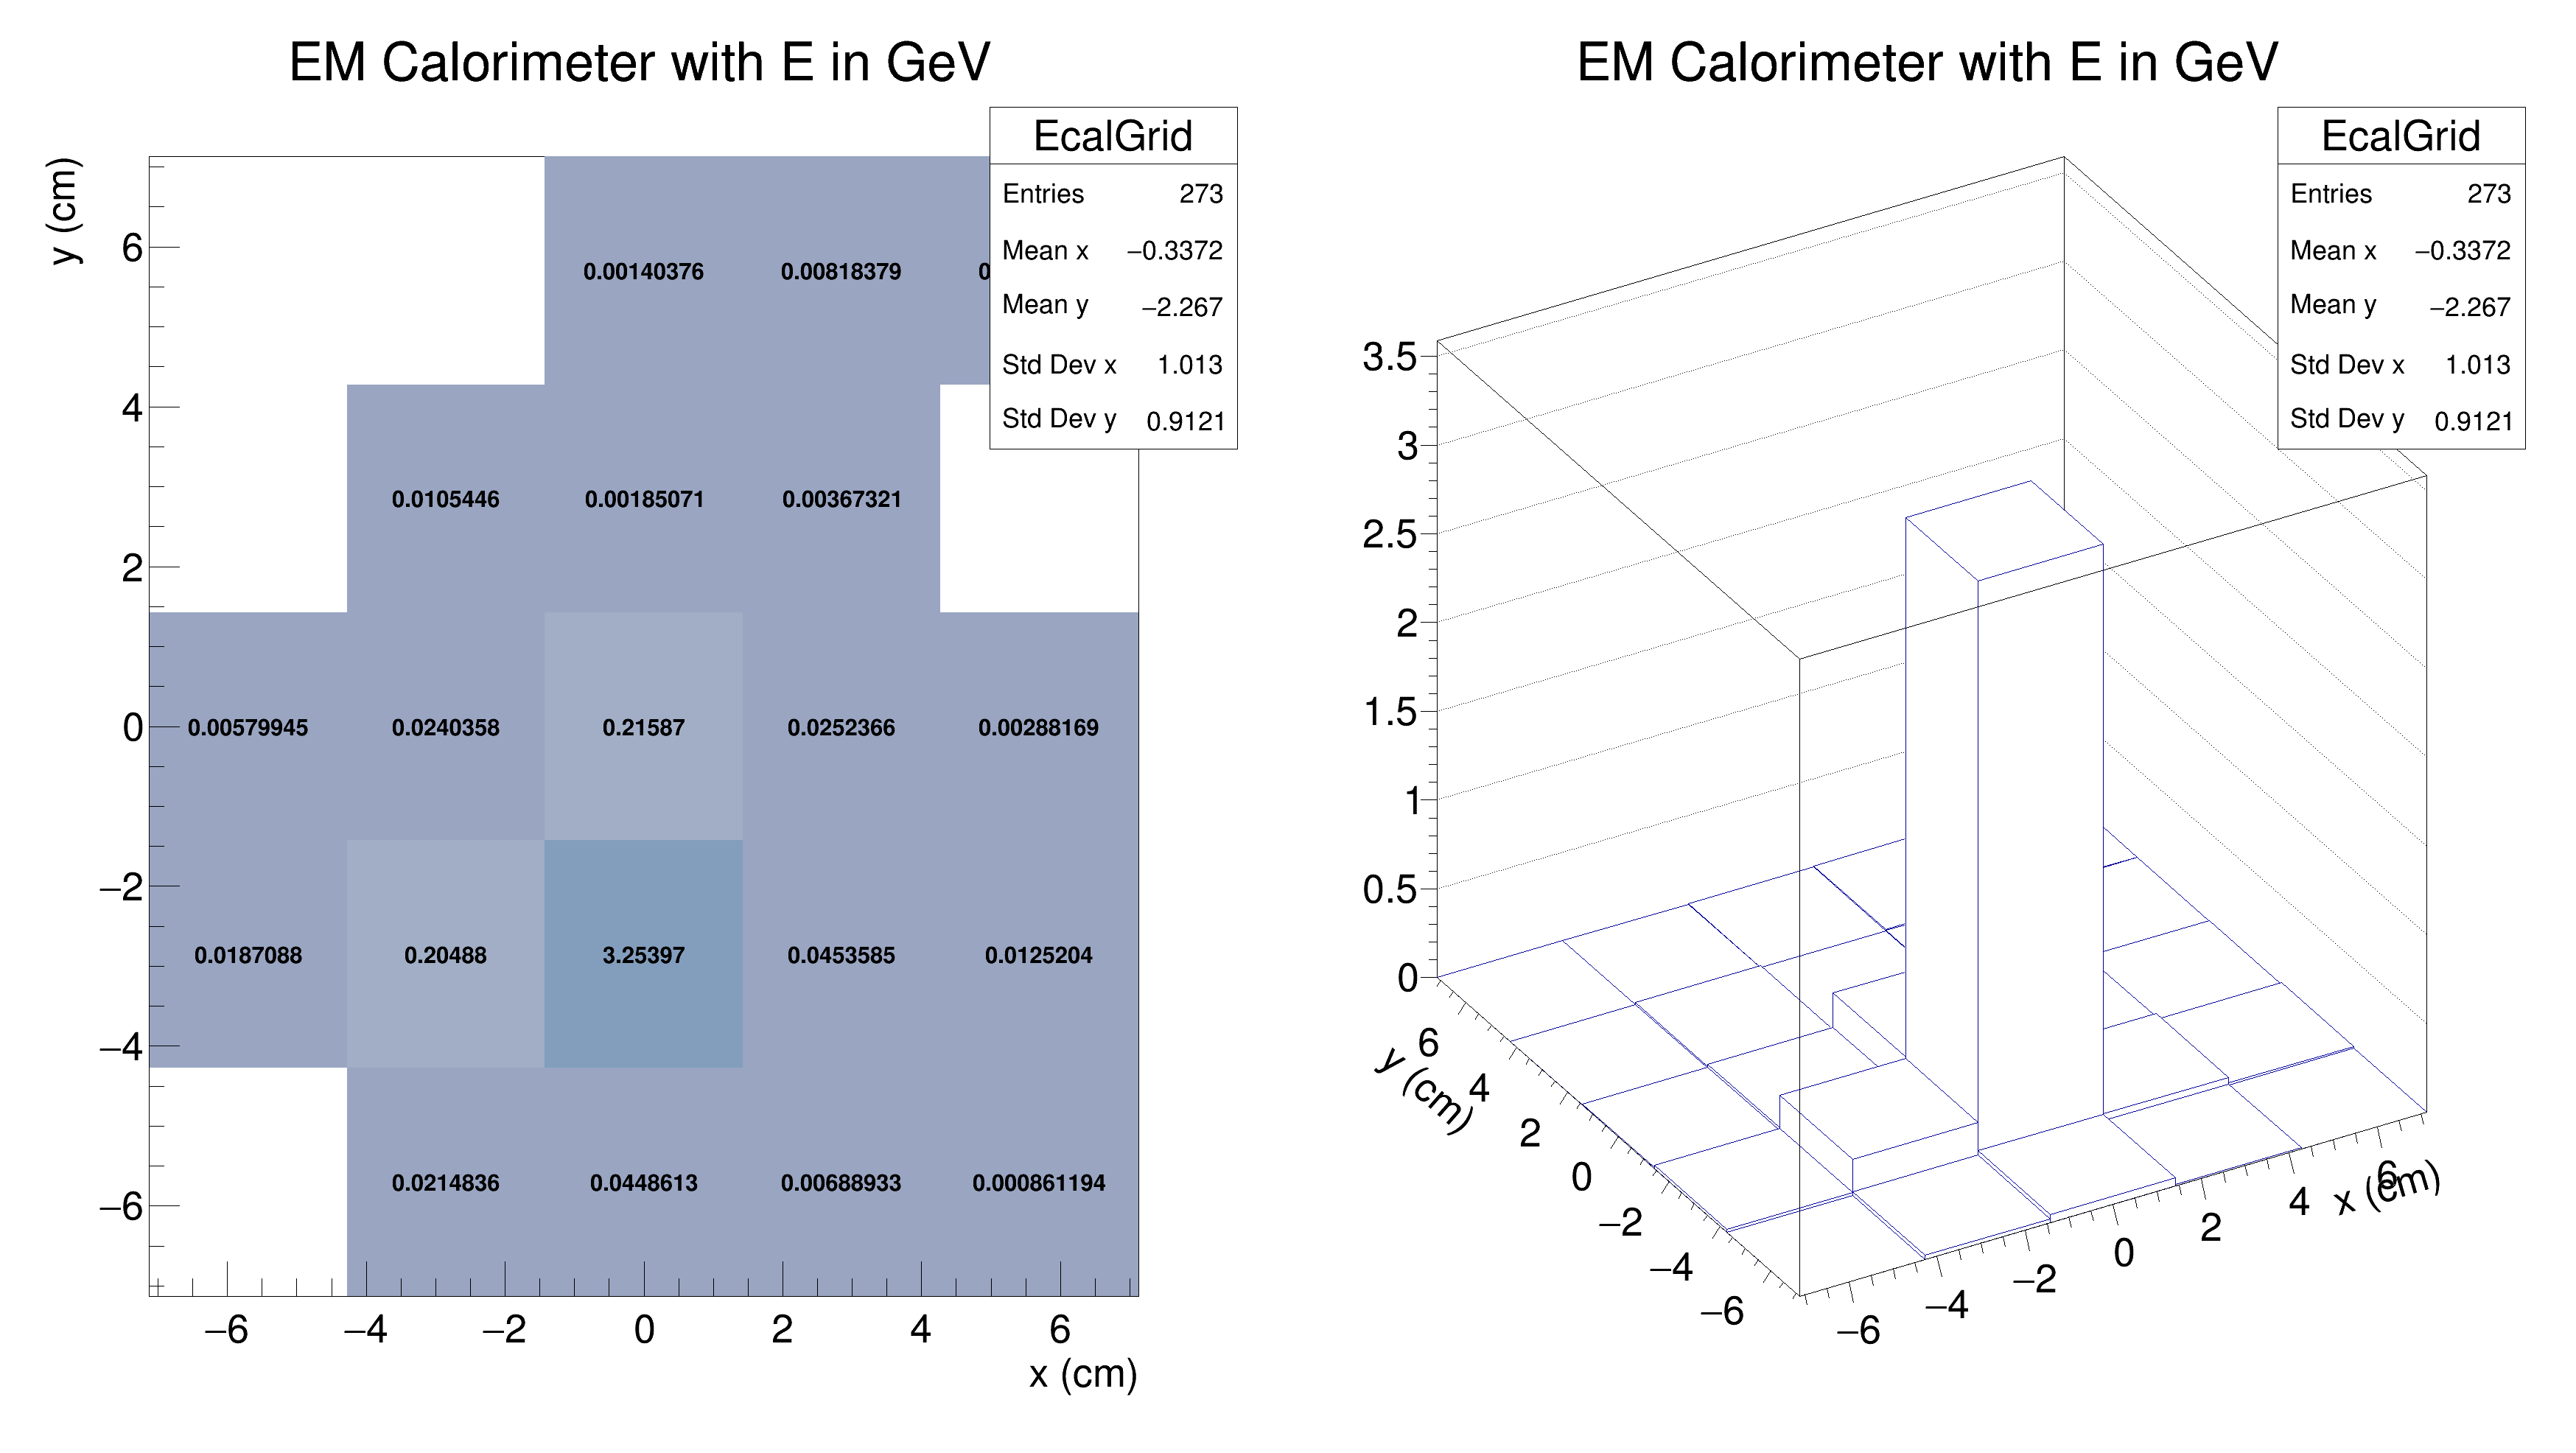 EM Calorimeter with E in GeV
EcalGrid
Entries 273
Mean x −0.3372
Mean y −2.267
Std Dev x 1.013
Std Dev y 0.9121
y (cm)
6
4
2
0
−2
−4
−6
0.00140376 0.00818379 0
0.0105446 0.00185071 0.00367321
0.00579945 0.0240358 0.21587 0.0252366 0.00288169
0.0187088 0.20488 3.25397 0.0453585 0.0125204
0.0214836 0.0448613 0.00688933 0.000861194
−6 −4 −2 0 2 4 6
x (cm)
EM Calorimeter with E in GeV
EcalGrid
Entries 273
Mean x −0.3372
Mean y −2.267
Std Dev x 1.013
Std Dev y 0.9121
3.5
3
2.5
2
1.5
1
0.5
0
6
4
2
0
−2
−4
−6
y (cm)
−6 −4 −2 0 2 4 6
x (cm)